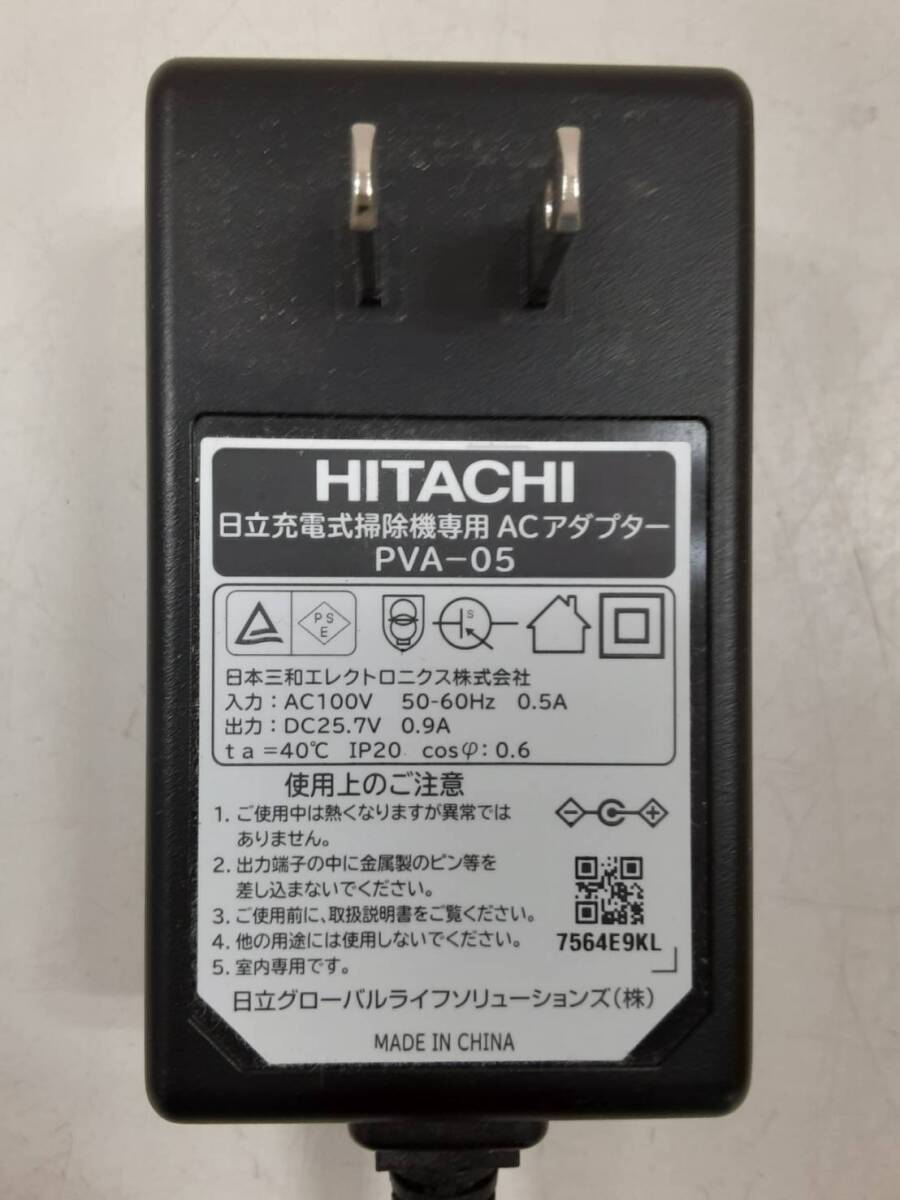 HITACHI
日立充電式掃除機専用 ACアダプター
PVA-05
PS
E
S
日本三和エレクトロニクス株式会社
入力：AC100V 50-60Hz 0.5A
出力：DC25.7V 0.9A
ta=40℃ IP20 cosφ：0.6
使用上のご注意
1. ご使用中は熱くなりますが異常では
ありません。
2. 出力端子の中に金属製のピン等を
差し込まないでください。
3. ご使用前に、取扱説明書をご覧ください。
4. 他の用途には使用しないでください。
5. 室内専用です。
7564E9KL
日立グローバルライフソリューションズ（株）
MADE IN CHINA